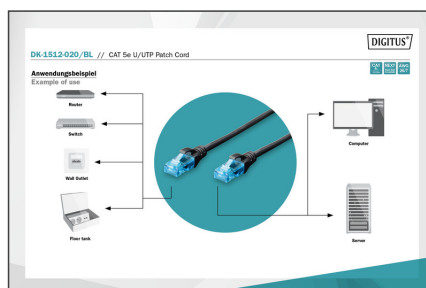 DIGITUS®
DK-1512-020/BL // CAT 5e U/UTP Patch Cord
Anwendungsbeispiel
Example of use
Router
Switch
Wall Outlet
Floor tank
Computer
Server